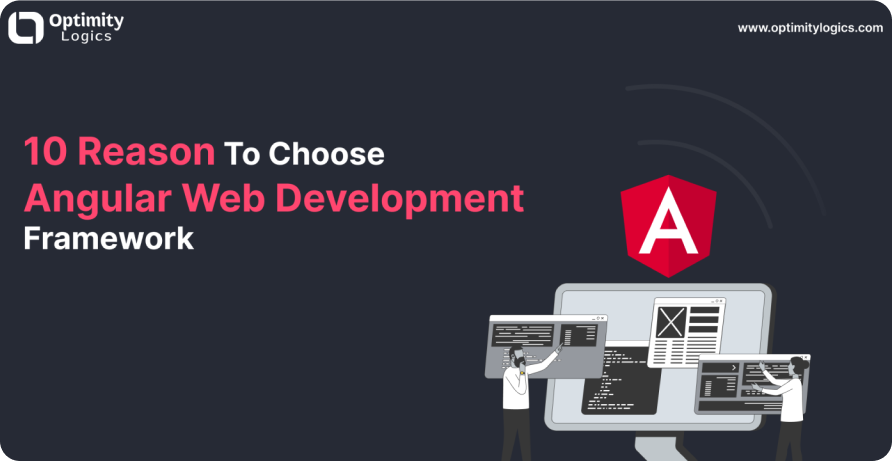 Optimity
Logics
www.optimitylogics.com
10 Reason To Choose
Angular Web Development
Framework
A